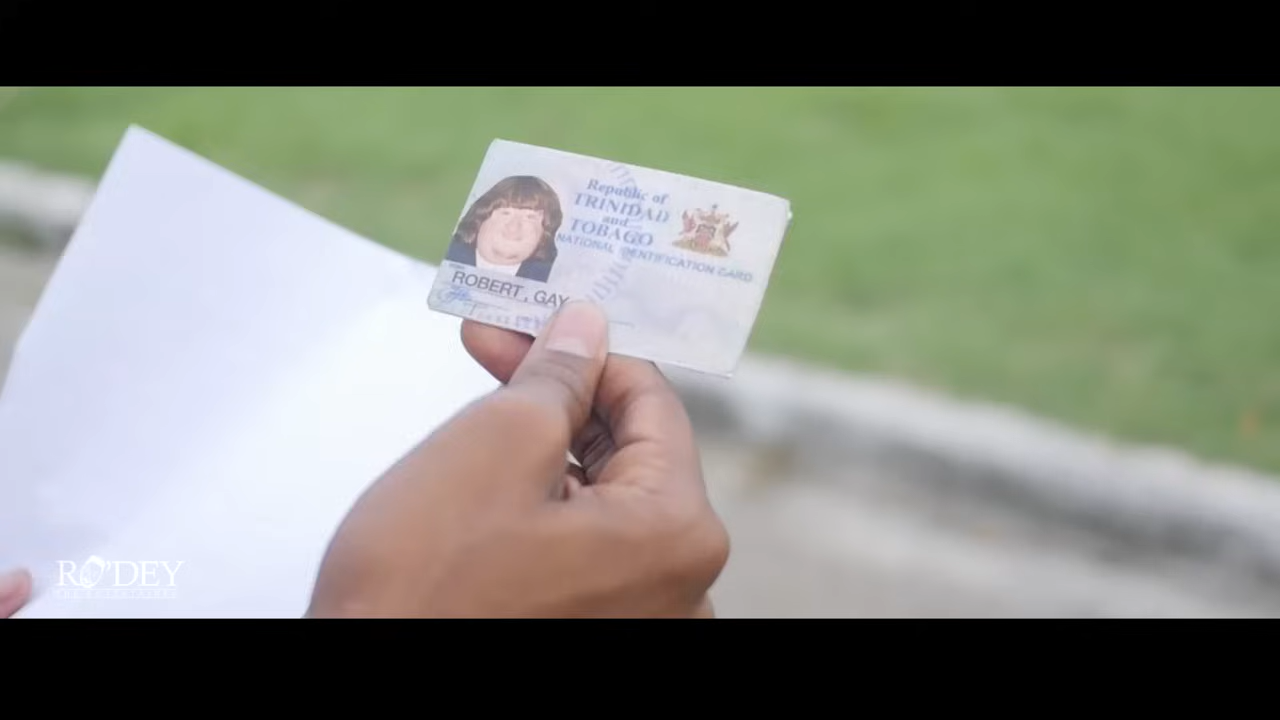 Republic of
TRINIDAD
and
TOBAGO
NATIONAL IDENTIFICATION CARD
ROBERT, GAY
RO'DEY